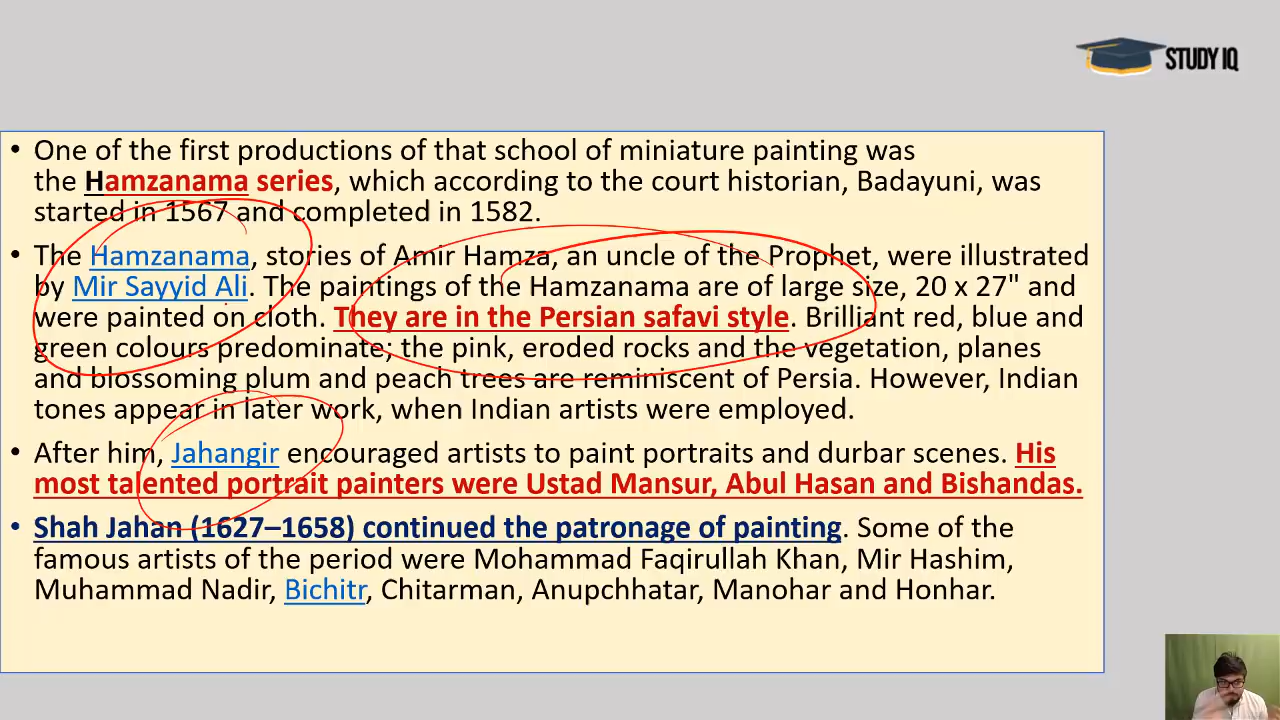 STUDY IQ
• One of the first productions of that school of miniature painting was
the Hamzanama series, which according to the court historian, Badayuni, was
started in 1567 and completed in 1582.
• The Hamzanama, stories of Amir Hamza, an uncle of the Prophet, were illustrated
by Mir Sayyid Ali. The paintings of the Hamzanama are of large size, 20 x 27" and
were painted on cloth. They are in the Persian safavi style. Brilliant red, blue and
green colours predominate; the pink, eroded rocks and the vegetation, planes
and blossoming plum and peach trees are reminiscent of Persia. However, Indian
tones appear in later work, when Indian artists were employed.
• After him, Jahangir encouraged artists to paint portraits and durbar scenes. His
most talented portrait painters were Ustad Mansur, Abul Hasan and Bishandas.
• Shah Jahan (1627–1658) continued the patronage of painting. Some of the
famous artists of the period were Mohammad Faqirullah Khan, Mir Hashim,
Muhammad Nadir, Bichitr, Chitarman, Anupchhatar, Manohar and Honhar.